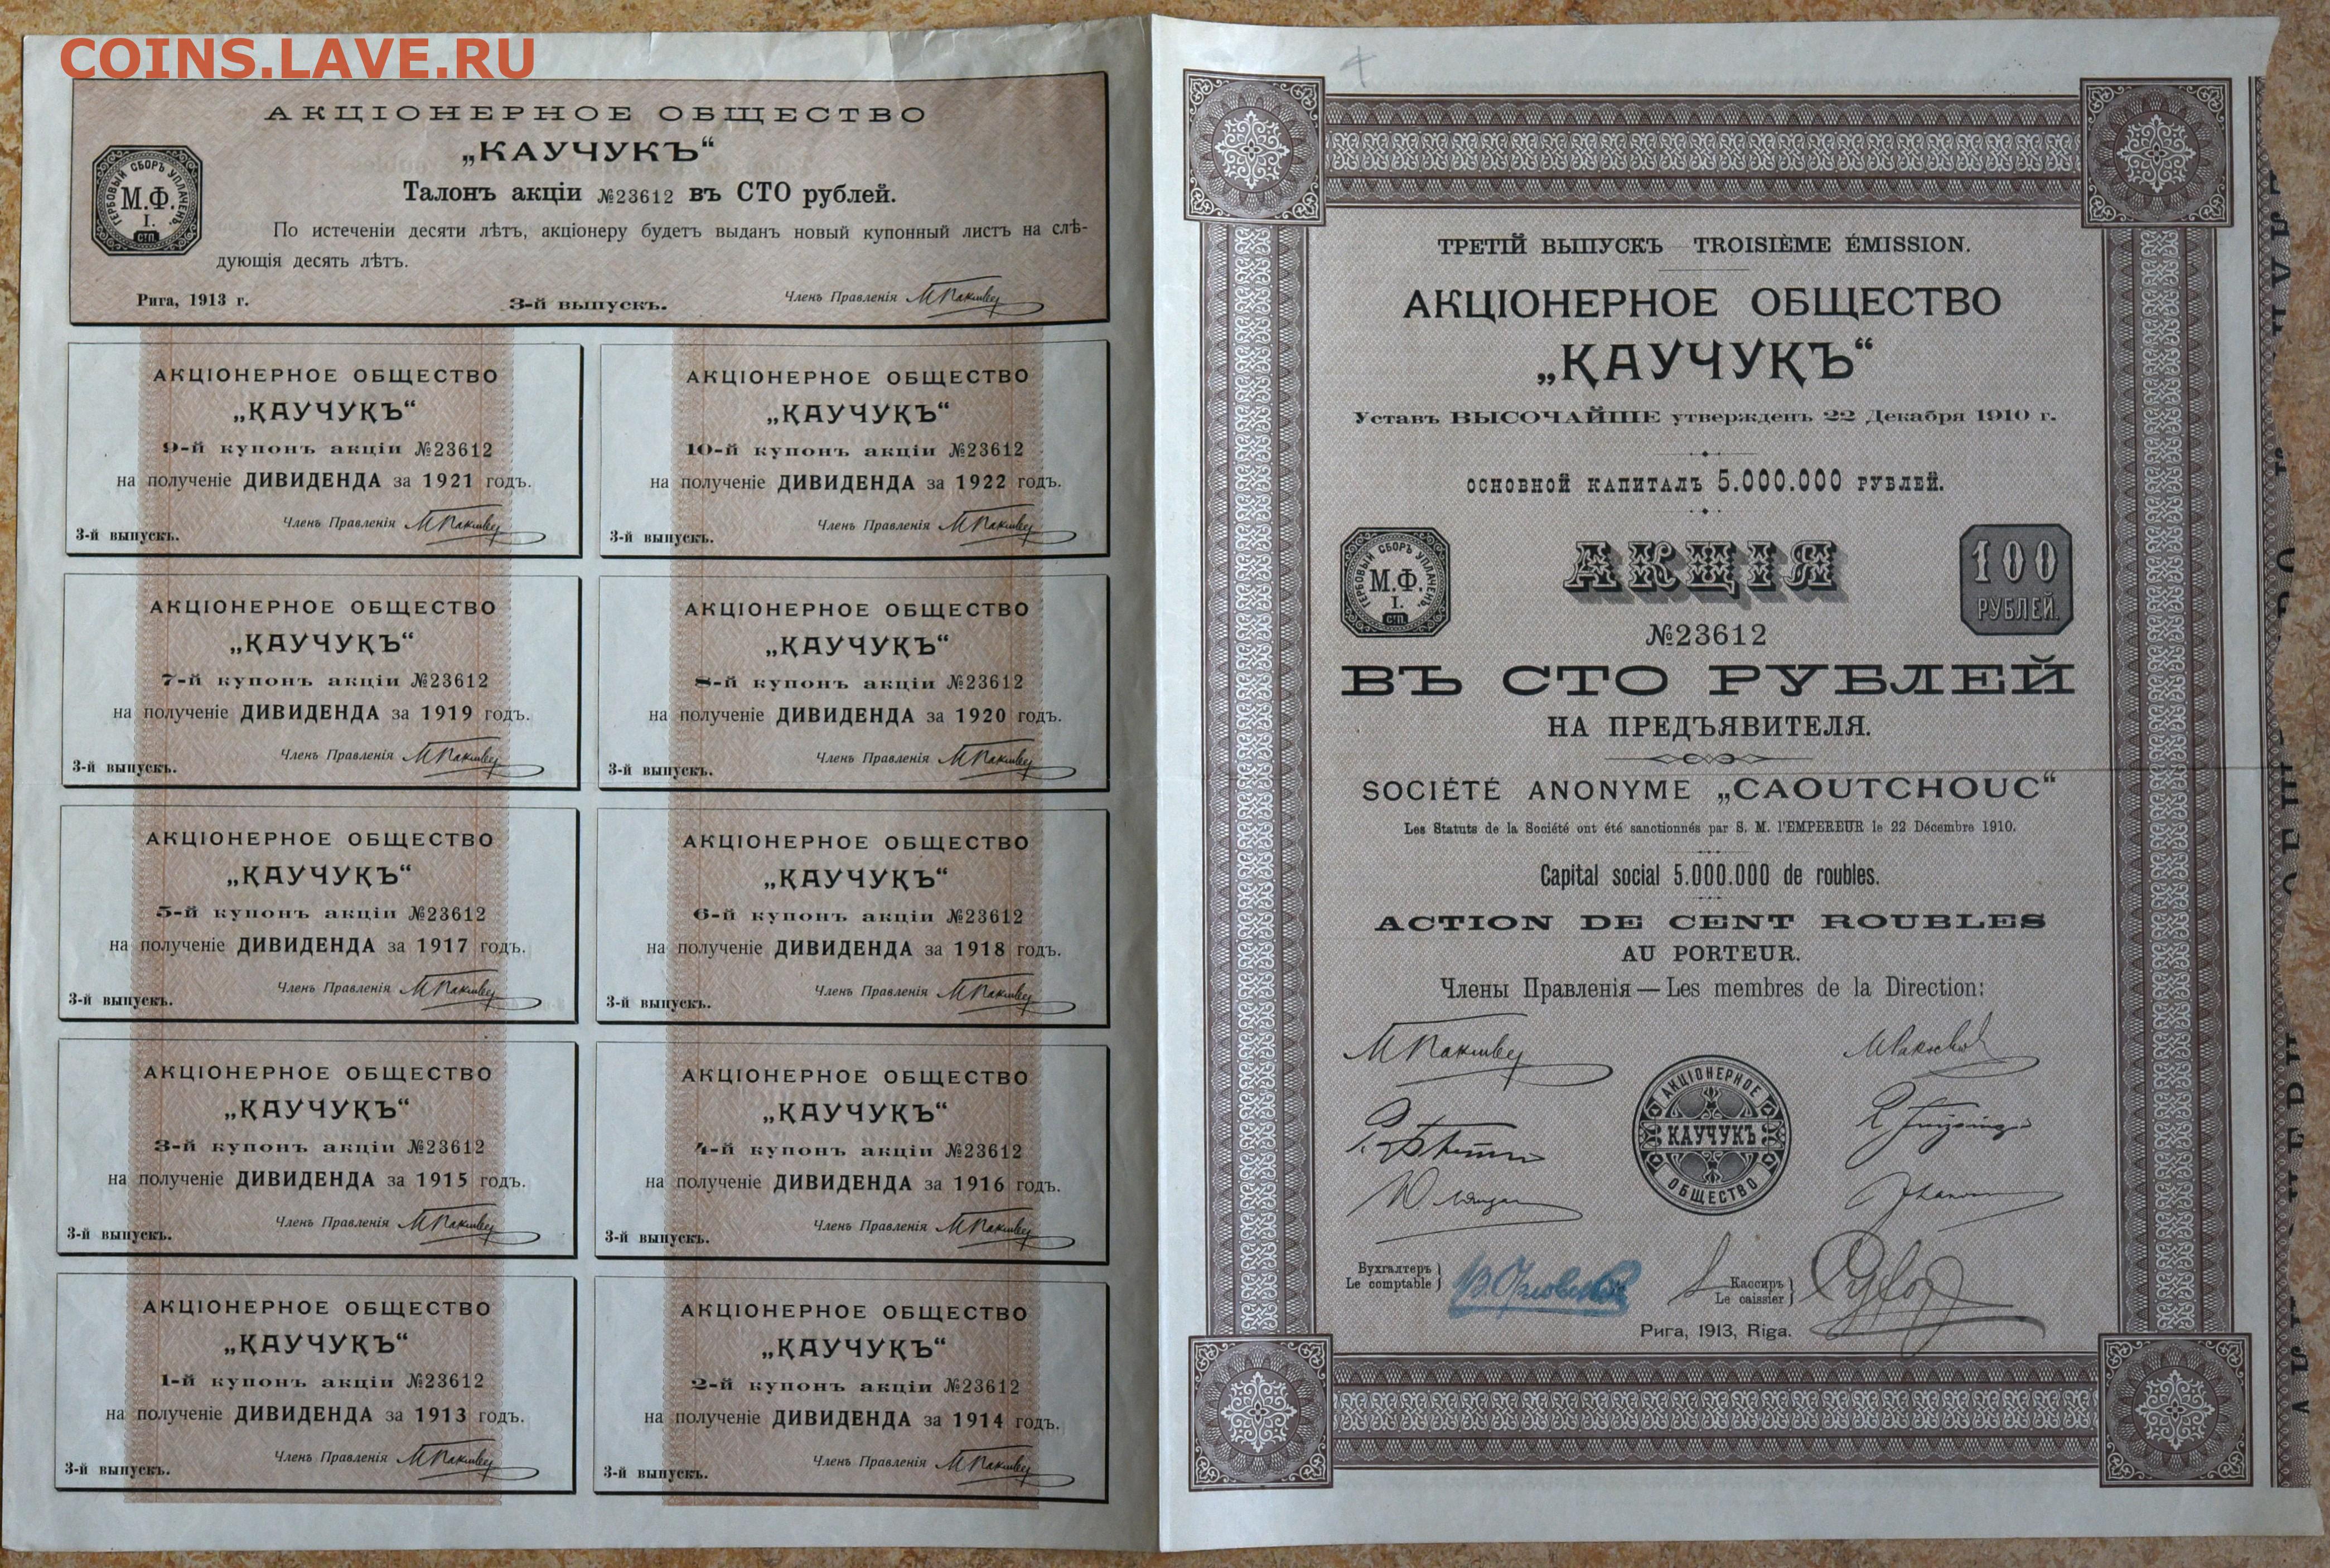 COINS.LAVE.RU
АКЦІОНЕРНОЕ ОБЩЕСТВО
„КАУЧУКЪ“
Талонъ акціи №23612 въ СТО рублей.
ГЕРБОВЫЙ СБОРЪ УПЛАЧЕНЪ
М.Ф.
I.
СТП.
По истеченіи десяти лѣтъ, акціонеру будетъ выданъ новый купонный листъ на слѣ-
дующія десять лѣтъ.
Рига, 1913 г. 3-й выпускъ. Членъ Правленія
АКЦІОНЕРНОЕ ОБЩЕСТВО
„КАУЧУКЪ“
9-й купонъ акціи №23612
на полученіе ДИВИДЕНДА за 1921 годъ.
Членъ Правленія
3-й выпускъ.
АКЦІОНЕРНОЕ ОБЩЕСТВО
„КАУЧУКЪ“
10-й купонъ акціи №23612
на полученіе ДИВИДЕНДА за 1922 годъ.
Членъ Правленія
3-й выпускъ.
АКЦІОНЕРНОЕ ОБЩЕСТВО
„КАУЧУКЪ“
7-й купонъ акціи №23612
на полученіе ДИВИДЕНДА за 1919 годъ.
Членъ Правленія
3-й выпускъ.
АКЦІОНЕРНОЕ ОБЩЕСТВО
„КАУЧУКЪ“
8-й купонъ акціи №23612
на полученіе ДИВИДЕНДА за 1920 годъ.
Членъ Правленія
3-й выпускъ.
АКЦІОНЕРНОЕ ОБЩЕСТВО
„КАУЧУКЪ“
5-й купонъ акціи №23612
на полученіе ДИВИДЕНДА за 1917 годъ.
Членъ Правленія
3-й выпускъ.
АКЦІОНЕРНОЕ ОБЩЕСТВО
„КАУЧУКЪ“
6-й купонъ акціи №23612
на полученіе ДИВИДЕНДА за 1918 годъ.
Членъ Правленія
3-й выпускъ.
АКЦІОНЕРНОЕ ОБЩЕСТВО
„КАУЧУКЪ“
3-й купонъ акціи №23612
на полученіе ДИВИДЕНДА за 1915 годъ.
Членъ Правленія
3-й выпускъ.
АКЦІОНЕРНОЕ ОБЩЕСТВО
„КАУЧУКЪ“
4-й купонъ акціи №23612
на полученіе ДИВИДЕНДА за 1916 годъ.
Членъ Правленія
3-й выпускъ.
АКЦІОНЕРНОЕ ОБЩЕСТВО
„КАУЧУКЪ“
1-й купонъ акціи №23612
на полученіе ДИВИДЕНДА за 1913 годъ.
Членъ Правленія
3-й выпускъ.
АКЦІОНЕРНОЕ ОБЩЕСТВО
„КАУЧУКЪ“
2-й купонъ акціи №23612
на полученіе ДИВИДЕНДА за 1914 годъ.
Членъ Правленія
3-й выпускъ.
ТРЕТІЙ ВЫПУСКЪ TROISIÈME ÉMISSION.
АКЦІОНЕРНОЕ ОБЩЕСТВО
„КАУЧУКЪ“
Уставъ ВЫСОЧАЙШЕ утвержденъ 22 Декабря 1910 г.
ОСНОВНОЙ КАПИТАЛЪ 5.000.000 РУБЛЕЙ.
ГЕРБОВЫЙ СБОРЪ УПЛАЧЕНЪ
М.Ф.
I.
СТП.
АКЦІЯ
100
РУБЛЕЙ.
№23612
ВЪ СТО РУБЛЕЙ
НА ПРЕДЪЯВИТЕЛЯ.
SOCIÉTÉ ANONYME „CAOUTCHOUC“
Les Statuts de la Société ont été sanctionnés par S. M. l'EMPEREUR le 22 Décembre 1910.
Capital social 5.000.000 de roubles.
ACTION DE CENT ROUBLES
AU PORTEUR.
Члены Правленія — Les membres de la Direction:
АКЦІОНЕРНОЕ
КАУЧУКЪ
ОБЩЕСТВО
Бухгалтеръ
Le comptable
Кассиръ
Le caissier
Рига, 1913, Riga.